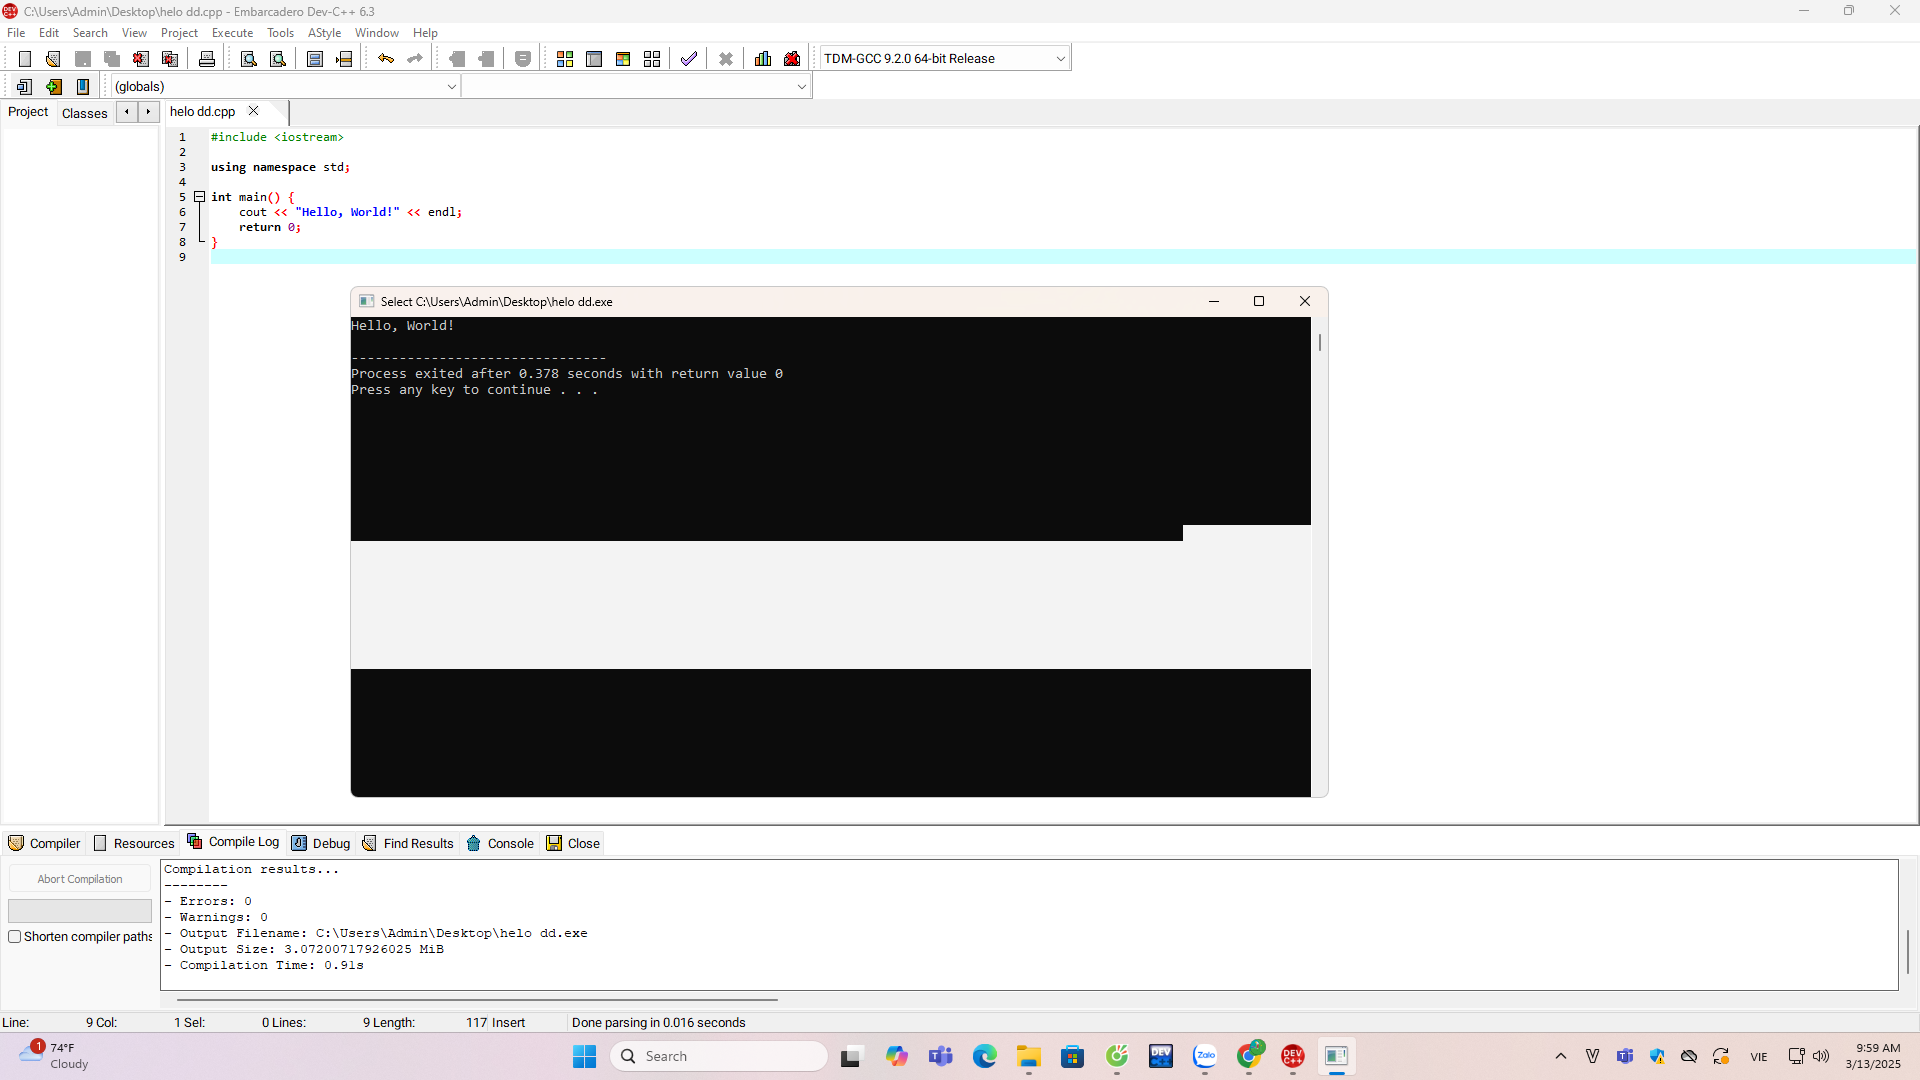 C:\Users\Admin\Desktop\helo dd.cpp - Embarcadero Dev-C++ 6.3
File Edit Search View Project Execute Tools AStyle Window Help
TDM-GCC 9.2.0 64-bit Release
(globals)
Project Classes helo dd.cpp
1 #include <iostream>
2
3 using namespace std;
4
5 int main() {
6 cout << "Hello, World!" << endl;
7 return 0;
8 }
9
Select C:\Users\Admin\Desktop\helo dd.exe
Hello, World!
--------------------------------
Process exited after 0.378 seconds with return value 0
Press any key to continue . . .
Compiler Resources Compile Log Debug Find Results Console Close
Abort Compilation
Shorten compiler paths
Compilation results...
--------
- Errors: 0
- Warnings: 0
- Output Filename: C:\Users\Admin\Desktop\helo dd.exe
- Output Size: 3.07200717926025 MiB
- Compilation Time: 0.91s
Line: 9 Col: 1 Sel: 0 Lines: 9 Length: 117 Insert Done parsing in 0.016 seconds
1
74°F
Cloudy
Search
DEV
Zalo
DEV
C++
VIE
9:59 AM
3/13/2025